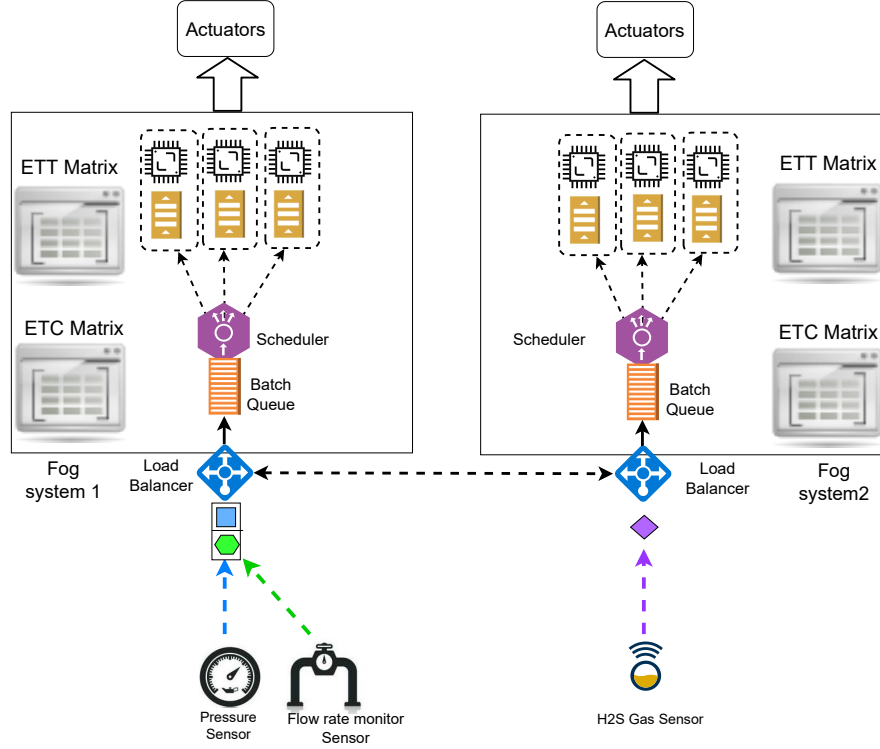 Actuators
Actuators
ETT Matrix
ETT Matrix
ETC Matrix
Scheduler
Scheduler
ETC Matrix
Batch
Queue
Batch
Queue
Fog
system 1
Load
Balancer
Load
Balancer
Fog
system2
Pressure
Sensor
Flow rate monitor
Sensor
H2S Gas Sensor